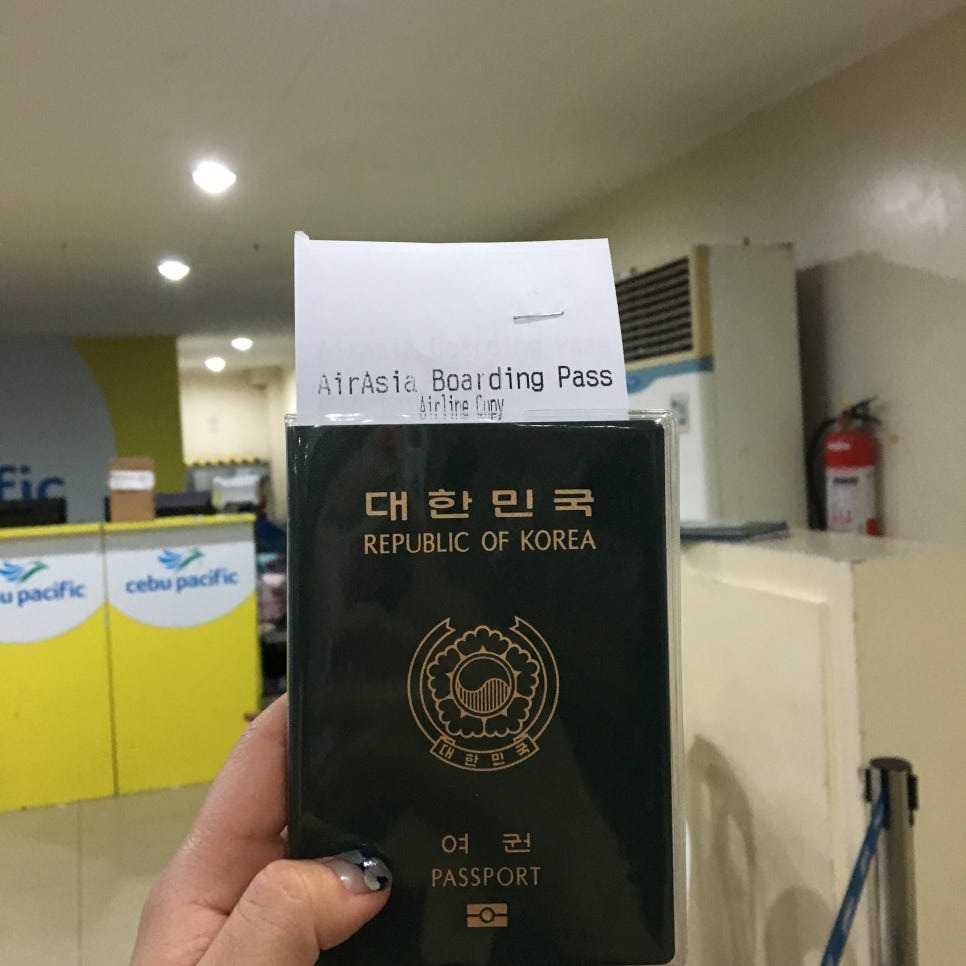 AirAsia Boarding Pass
Airline Copy
대한민국
REPUBLIC OF KOREA
대한민국
여 권
PASSPORT
fic
u pacific
cebu pacific